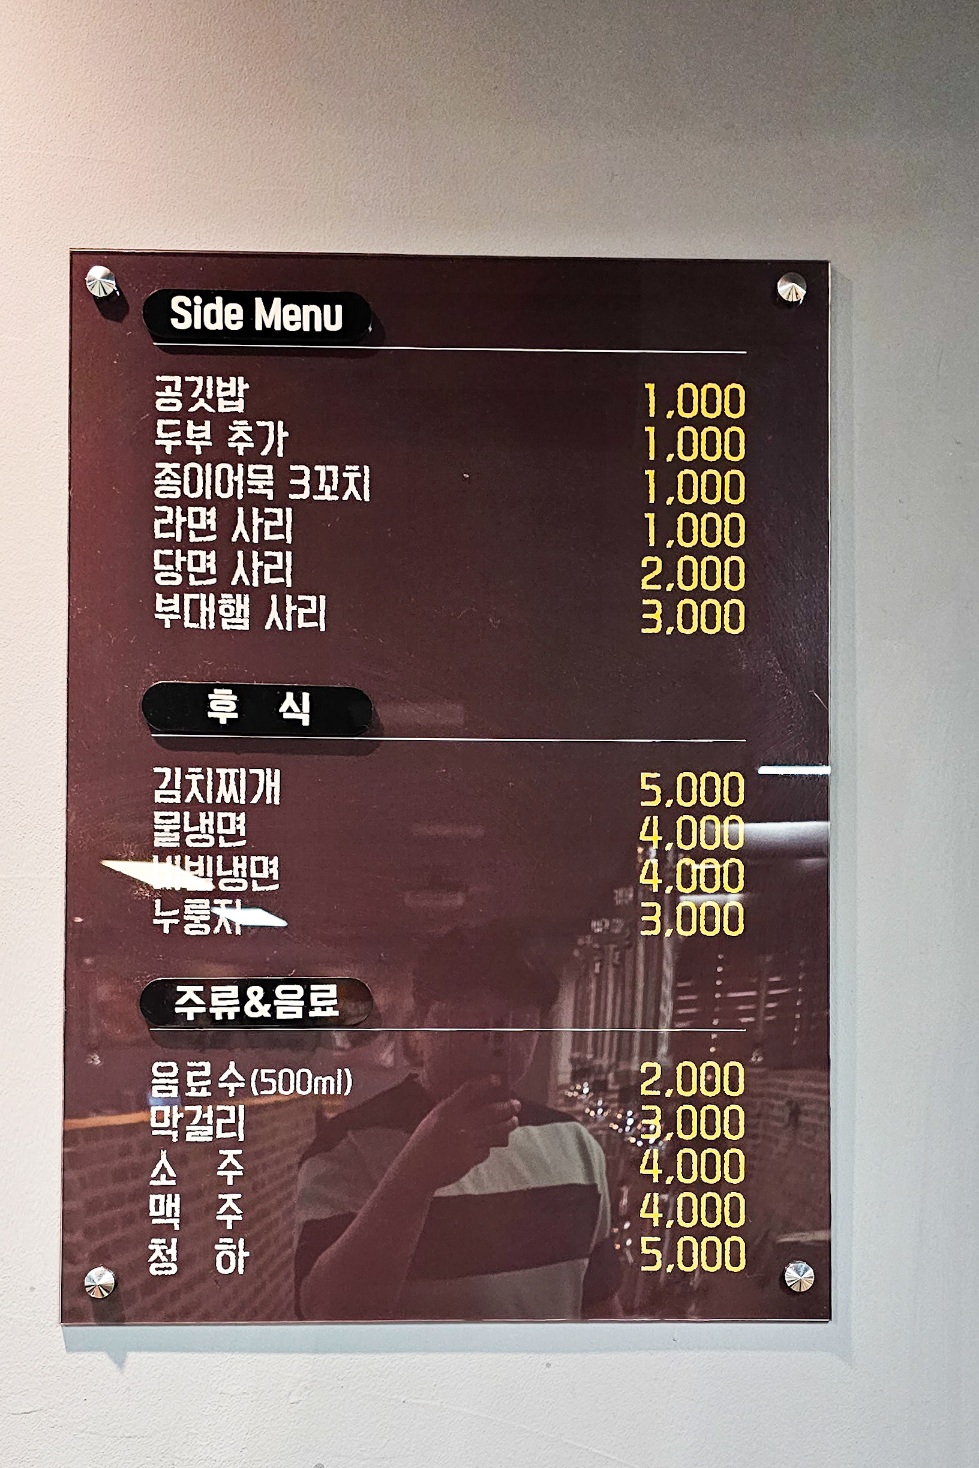 Side Menu
공깃밥 1,000
두부 추가 1,000
종이어묵 3꼬치 1,000
라면 사리 1,000
당면 사리 2,000
부대햄 사리 3,000
후 식
김치찌개 5,000
물냉면 4,000
비빔냉면 4,000
누룽지 3,000
주류&음료
음료수(500ml) 2,000
막걸리 3,000
소 주 4,000
맥 주 4,000
청 하 5,000